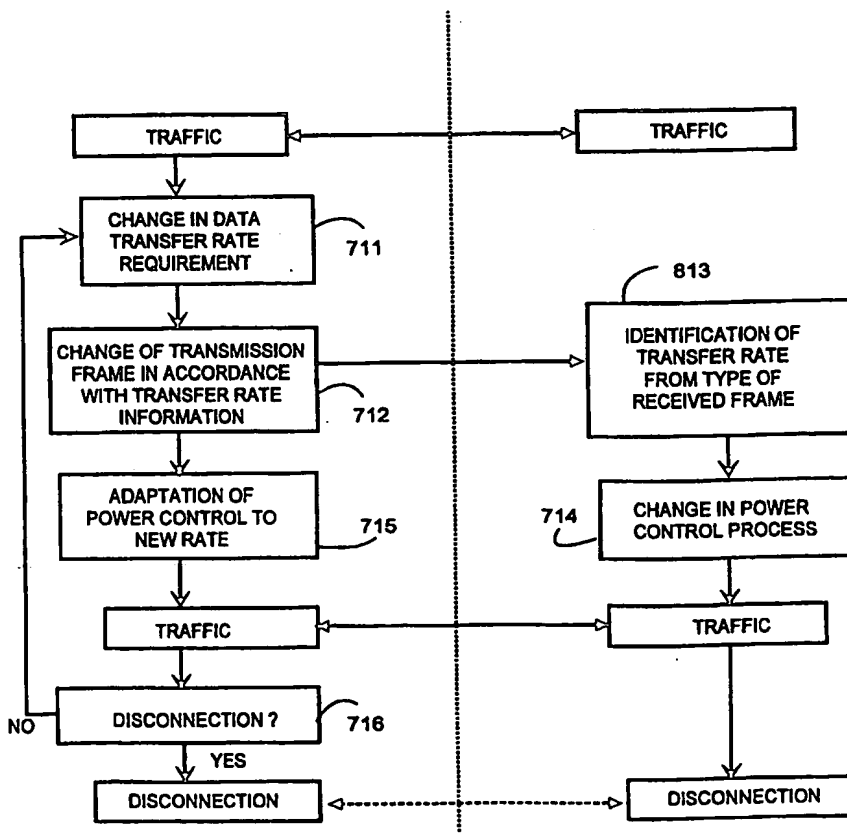 TRAFFIC
TRAFFIC
CHANGE IN DATA
TRANSFER RATE
REQUIREMENT
711
813
CHANGE OF TRANSMISSION
FRAME IN ACCORDANCE
WITH TRANSFER RATE
INFORMATION
712
IDENTIFICATION OF
TRANSFER RATE
FROM TYPE OF
RECEIVED FRAME
ADAPTATION OF
POWER CONTROL TO
NEW RATE
715
714
CHANGE IN POWER
CONTROL PROCESS
TRAFFIC
TRAFFIC
NO
DISCONNECTION ?
716
YES
DISCONNECTION
DISCONNECTION